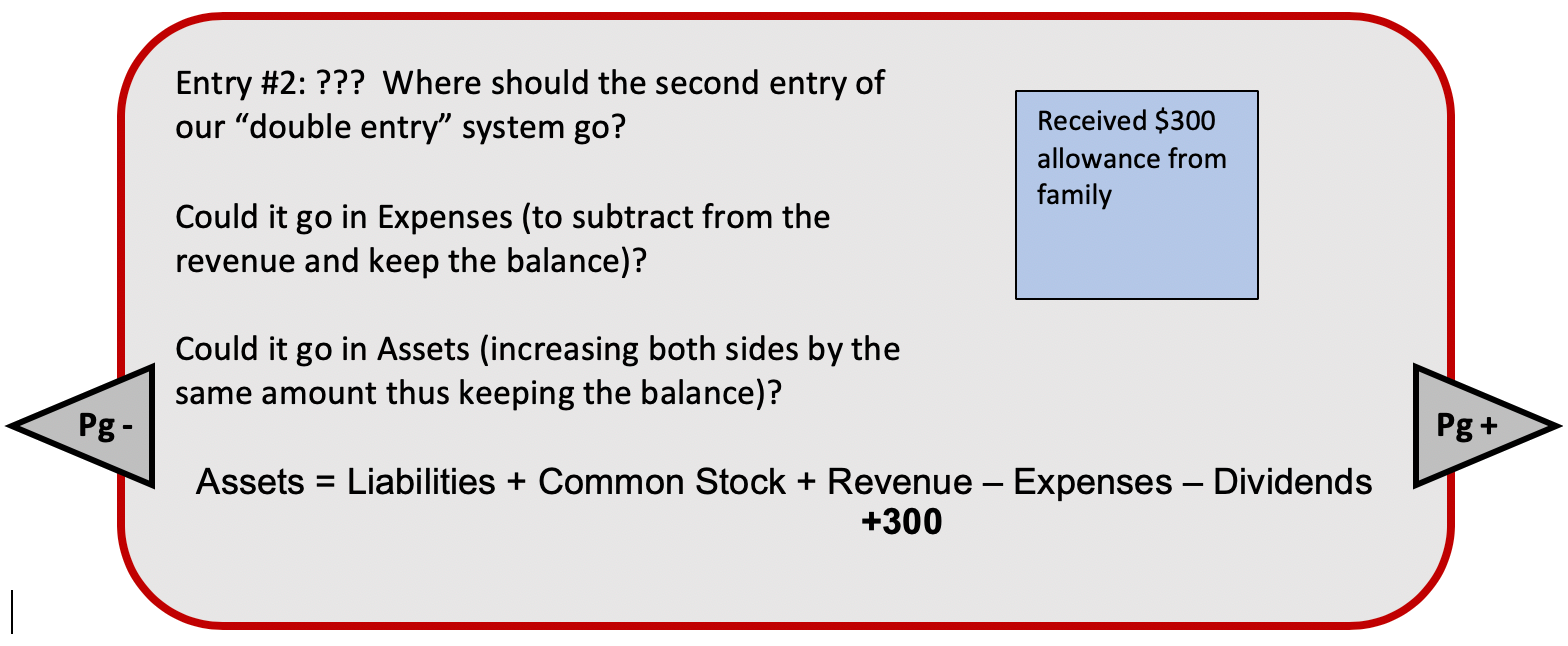 Entry #2: ???  Where should the second entry of
our “double entry” system go?
Received $300
allowance from
family
Could it go in Expenses (to subtract from the
revenue and keep the balance)?
Could it go in Assets (increasing both sides by the
same amount thus keeping the balance)?
Pg -
Pg +
Assets = Liabilities + Common Stock + Revenue – Expenses – Dividends
+300